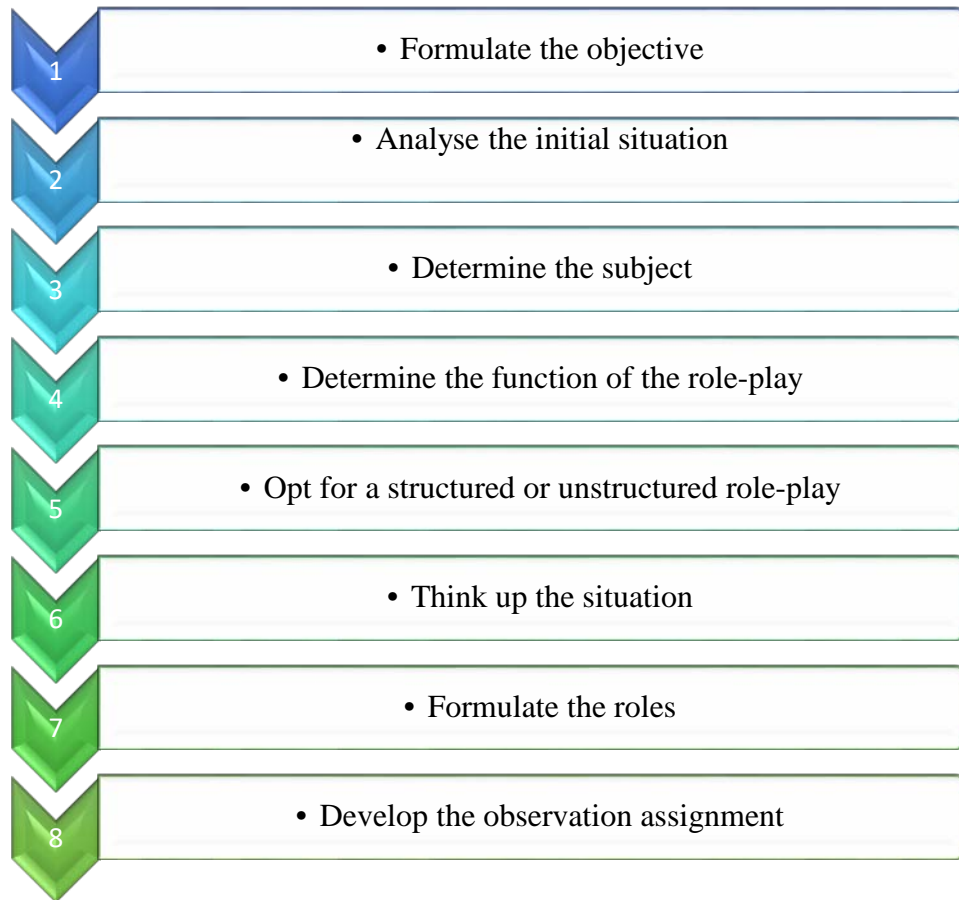 1
• Formulate the objective
2
• Analyse the initial situation
3
• Determine the subject
4
• Determine the function of the role-play
5
• Opt for a structured or unstructured role-play
6
• Think up the situation
7
• Formulate the roles
8
• Develop the observation assignment